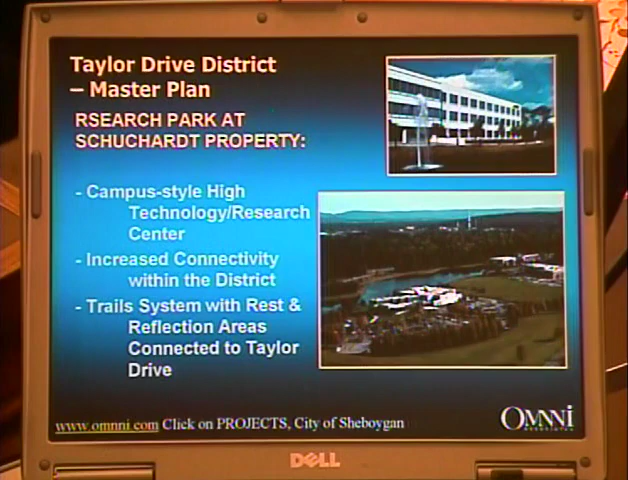 Taylor Drive District
– Master Plan
RSEARCH PARK AT
SCHUCHARDT PROPERTY:
- Campus-style High
Technology/Research
Center
- Increased Connectivity
within the District
- Trails System with Rest &
Reflection Areas
Connected to Taylor
Drive
www.omnni.com Click on PROJECTS, City of Sheboygan
OMNNI
ASSOCIATES
DELL